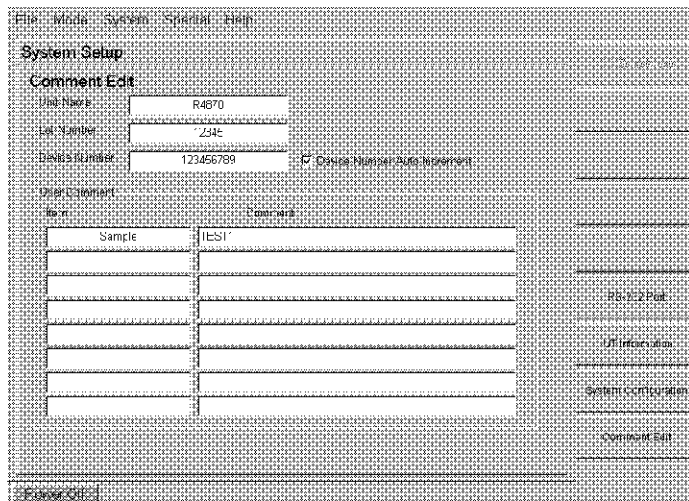 File Mode System Special Help
System Setup
Comment Edit
Unit Name R4870
Lot Number 12345
Device Number 123456789 Device Number Auto Increment
User Comment
Item Comment
Sample TEST1
RS-232 Port
UT Information
System Configuration
Comment Edit
Power Off